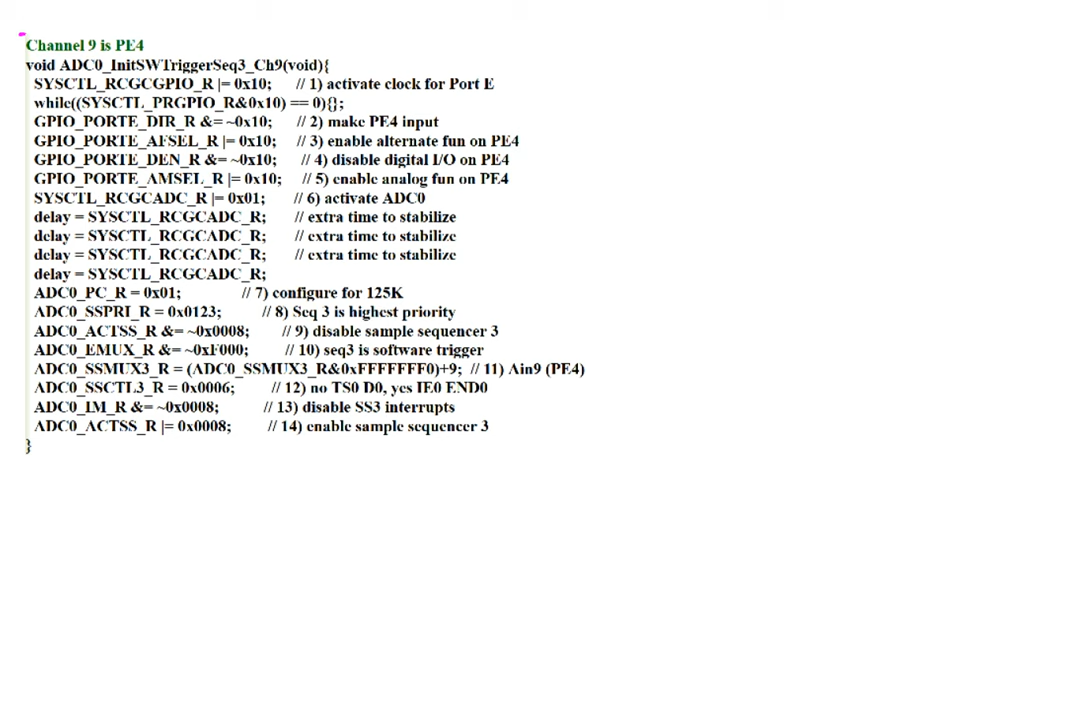 Channel 9 is PE4
void ADC0_InitSWTriggerSeq3_Ch9(void){
SYSCTL_RCGCGPIO_R |= 0x10; // 1) activate clock for Port E
while((SYSCTL_PRGPIO_R&0x10) == 0){};
GPIO_PORTE_DIR_R &= ~0x10; // 2) make PE4 input
GPIO_PORTE_AFSEL_R |= 0x10; // 3) enable alternate fun on PE4
GPIO_PORTE_DEN_R &= ~0x10; // 4) disable digital I/O on PE4
GPIO_PORTE_AMSEL_R |= 0x10; // 5) enable analog fun on PE4
SYSCTL_RCGCADC_R |= 0x01; // 6) activate ADC0
delay = SYSCTL_RCGCADC_R; // extra time to stabilize
delay = SYSCTL_RCGCADC_R; // extra time to stabilize
delay = SYSCTL_RCGCADC_R; // extra time to stabilize
delay = SYSCTL_RCGCADC_R;
ADC0_PC_R = 0x01; // 7) configure for 125K
ADC0_SSPRI_R = 0x0123; // 8) Seq 3 is highest priority
ADC0_ACTSS_R &= ~0x0008; // 9) disable sample sequencer 3
ADC0_EMUX_R &= ~0xF000; // 10) seq3 is software trigger
ADC0_SSMUX3_R = (ADC0_SSMUX3_R&0xFFFFFFF0)+9; // 11) Ain9 (PE4)
ADC0_SSCTL3_R = 0x0006; // 12) no TS0 D0, yes IE0 END0
ADC0_IM_R &= ~0x0008; // 13) disable SS3 interrupts
ADC0_ACTSS_R |= 0x0008; // 14) enable sample sequencer 3
}